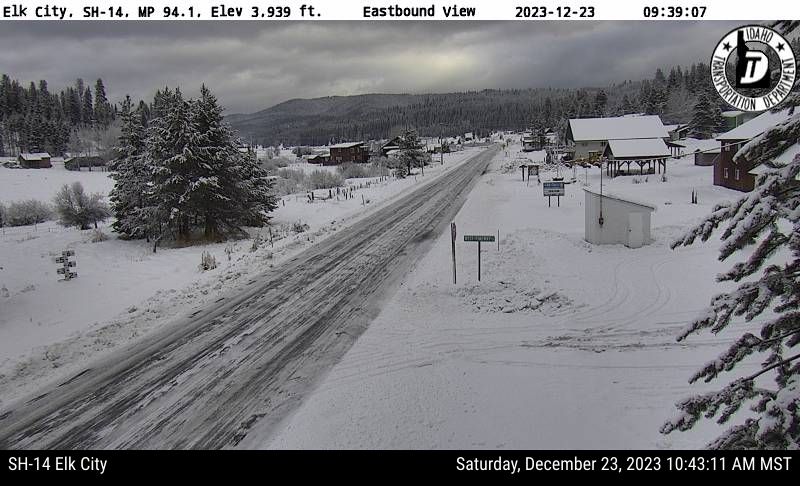 Elk City, SH-14, MP 94.1, Elev 3,939 ft. Eastbound View 2023-12-23 09:39:07
IDAHO
TRANSPORTATION DEPARTMENT
SH-14 Elk City Saturday, December 23, 2023 10:43:11 AM MST